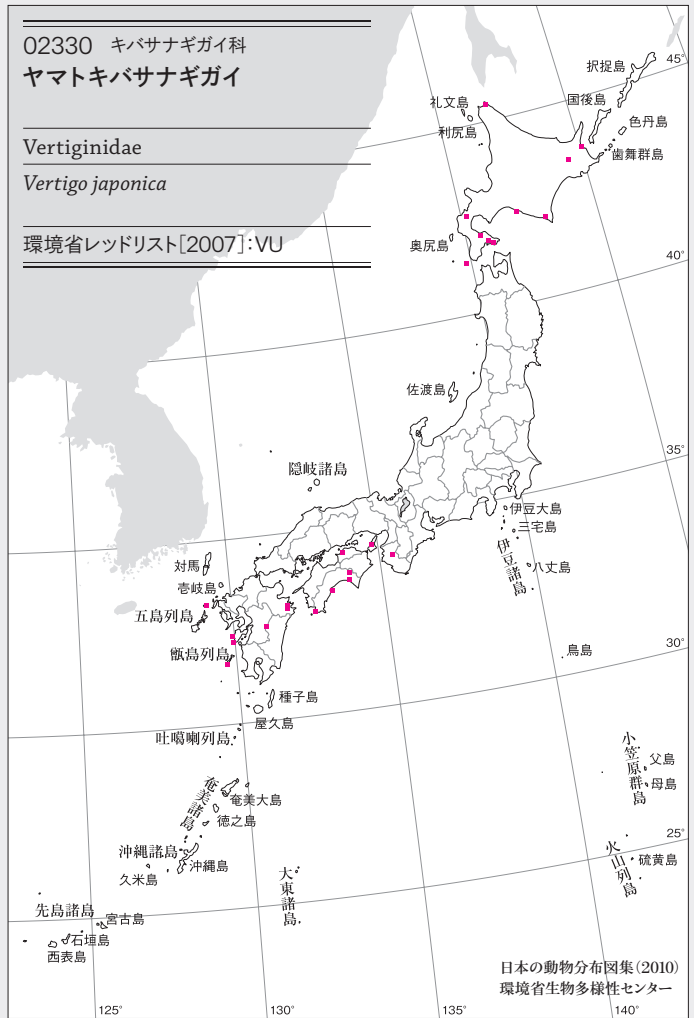 02330 キバサナギガイ科
ヤマトキバサナギガイ
Vertiginidae
Vertigo japonica
環境省レッドリスト[2007]:VU
択捉島
45°
礼文島
国後島
利尻島
色丹島
歯舞群島
奥尻島
40°
佐渡島
35°
隠岐諸島
伊豆大島
三宅島
伊豆諸島
八丈島
対馬
壱岐島
五島列島
甑島列島
鳥島
30°
種子島
屋久島
吐噶喇列島
小笠原群島
父島
母島
奄美諸島
奄美大島
徳之島
25°
沖縄諸島
沖縄島
久米島
火山列島
硫黄島
大東諸島
先島諸島
宮古島
石垣島
西表島
日本の動物分布図集(2010)
環境省生物多様性センター
125°
130°
135°
140°